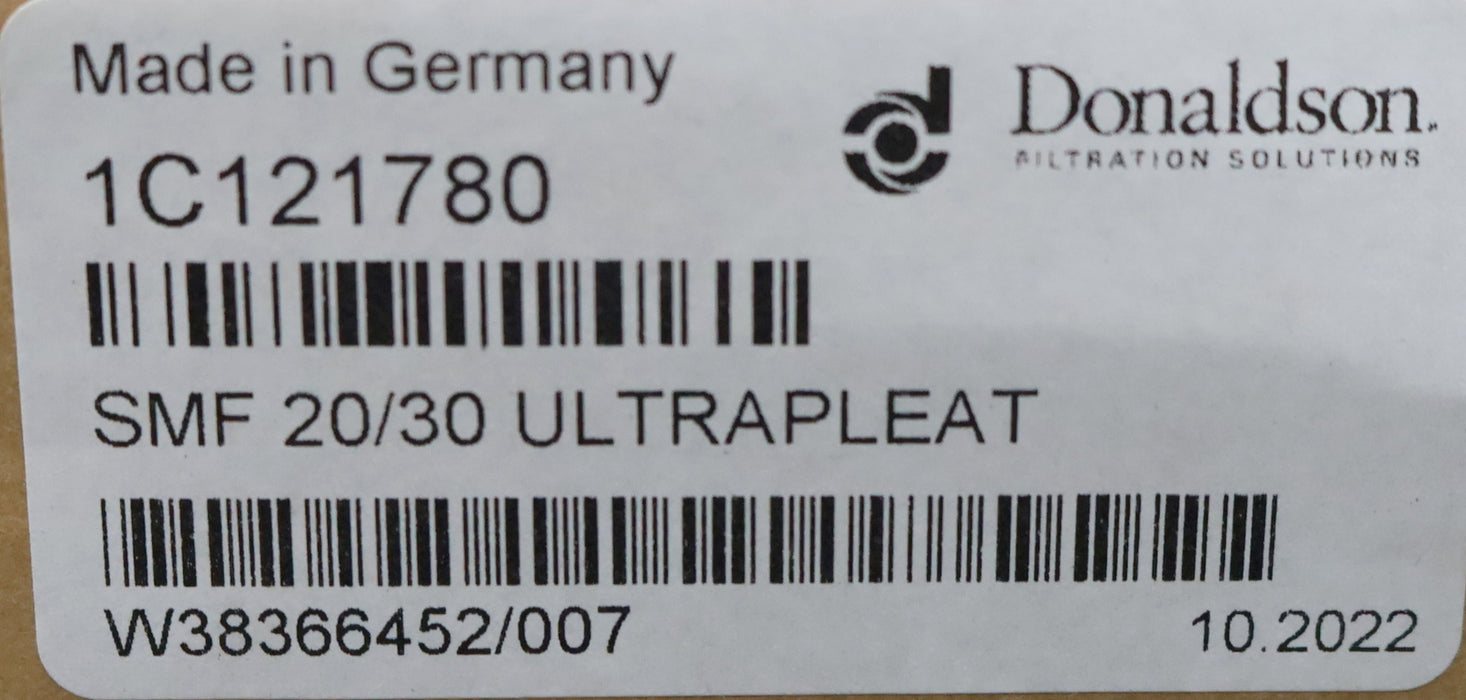 Made in Germany
Donaldson.
FILTRATION SOLUTIONS
1C121780
SMF 20/30 ULTRAPLEAT
W38366452/007
10.2022